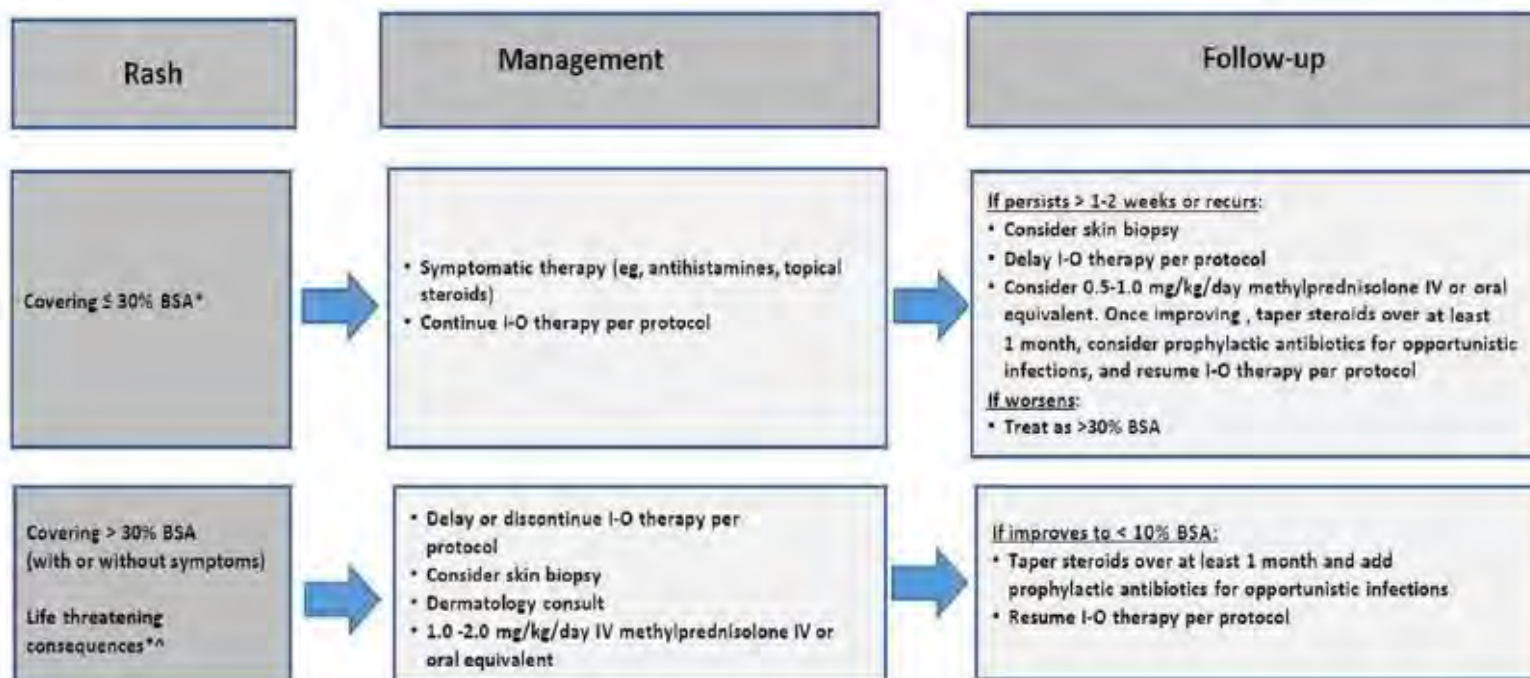 Rash
Management
Follow-up
Covering ≤ 30% BSA*
• Symptomatic therapy (eg, antihistamines, topical
steroids)
• Continue I-O therapy per protocol
If persists > 1-2 weeks or recurs:
• Consider skin biopsy
• Delay I-O therapy per protocol
• Consider 0.5-1.0 mg/kg/day methylprednisolone IV or oral
equivalent. Once improving , taper steroids over at least
1 month, consider prophylactic antibiotics for opportunistic
infections, and resume I-O therapy per protocol
If worsens:
• Treat as >30% BSA
Covering > 30% BSA
(with or without symptoms)
Life threatening
consequences*^
• Delay or discontinue I-O therapy per
protocol
• Consider skin biopsy
• Dermatology consult
• 1.0 -2.0 mg/kg/day IV methylprednisolone IV or
oral equivalent
If improves to < 10% BSA:
• Taper steroids over at least 1 month and add
prophylactic antibiotics for opportunistic infections
• Resume I-O therapy per protocol